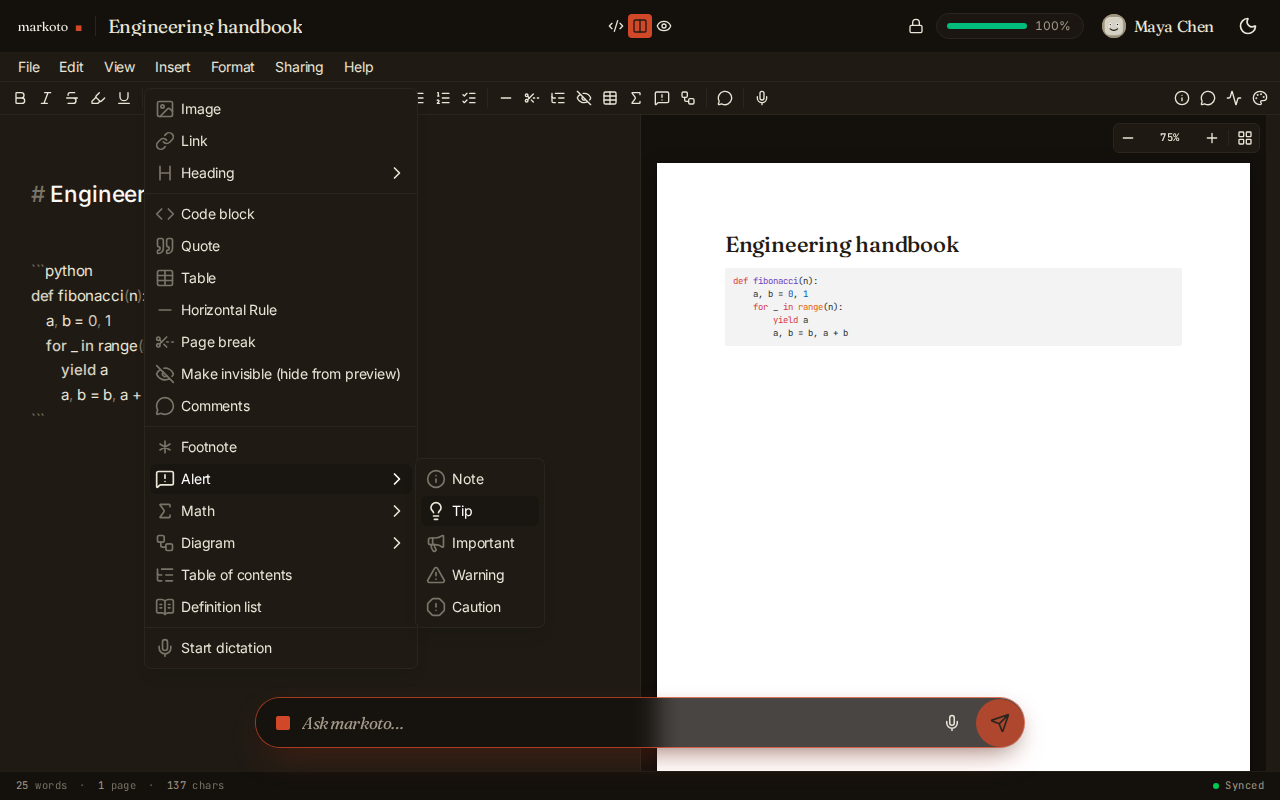 markoto
Engineering handbook
100%
Maya Chen
File Edit View Insert Format Sharing Help
75%
# Engineer
```python
def fibonacci(n):
a, b = 0, 1
for _ in range(
yield a
a, b = b, a +
```
Image
Link
Heading
Code block
Quote
Table
Horizontal Rule
Page break
Make invisible (hide from preview)
Comments
Footnote
Alert
Math
Diagram
Table of contents
Definition list
Start dictation
Note
Tip
Important
Warning
Caution
Engineering handbook
def fibonacci(n):
a, b = 0, 1
for _ in range(n):
yield a
a, b = b, a + b
Ask markoto...
25 words · 1 page · 137 chars
Synced